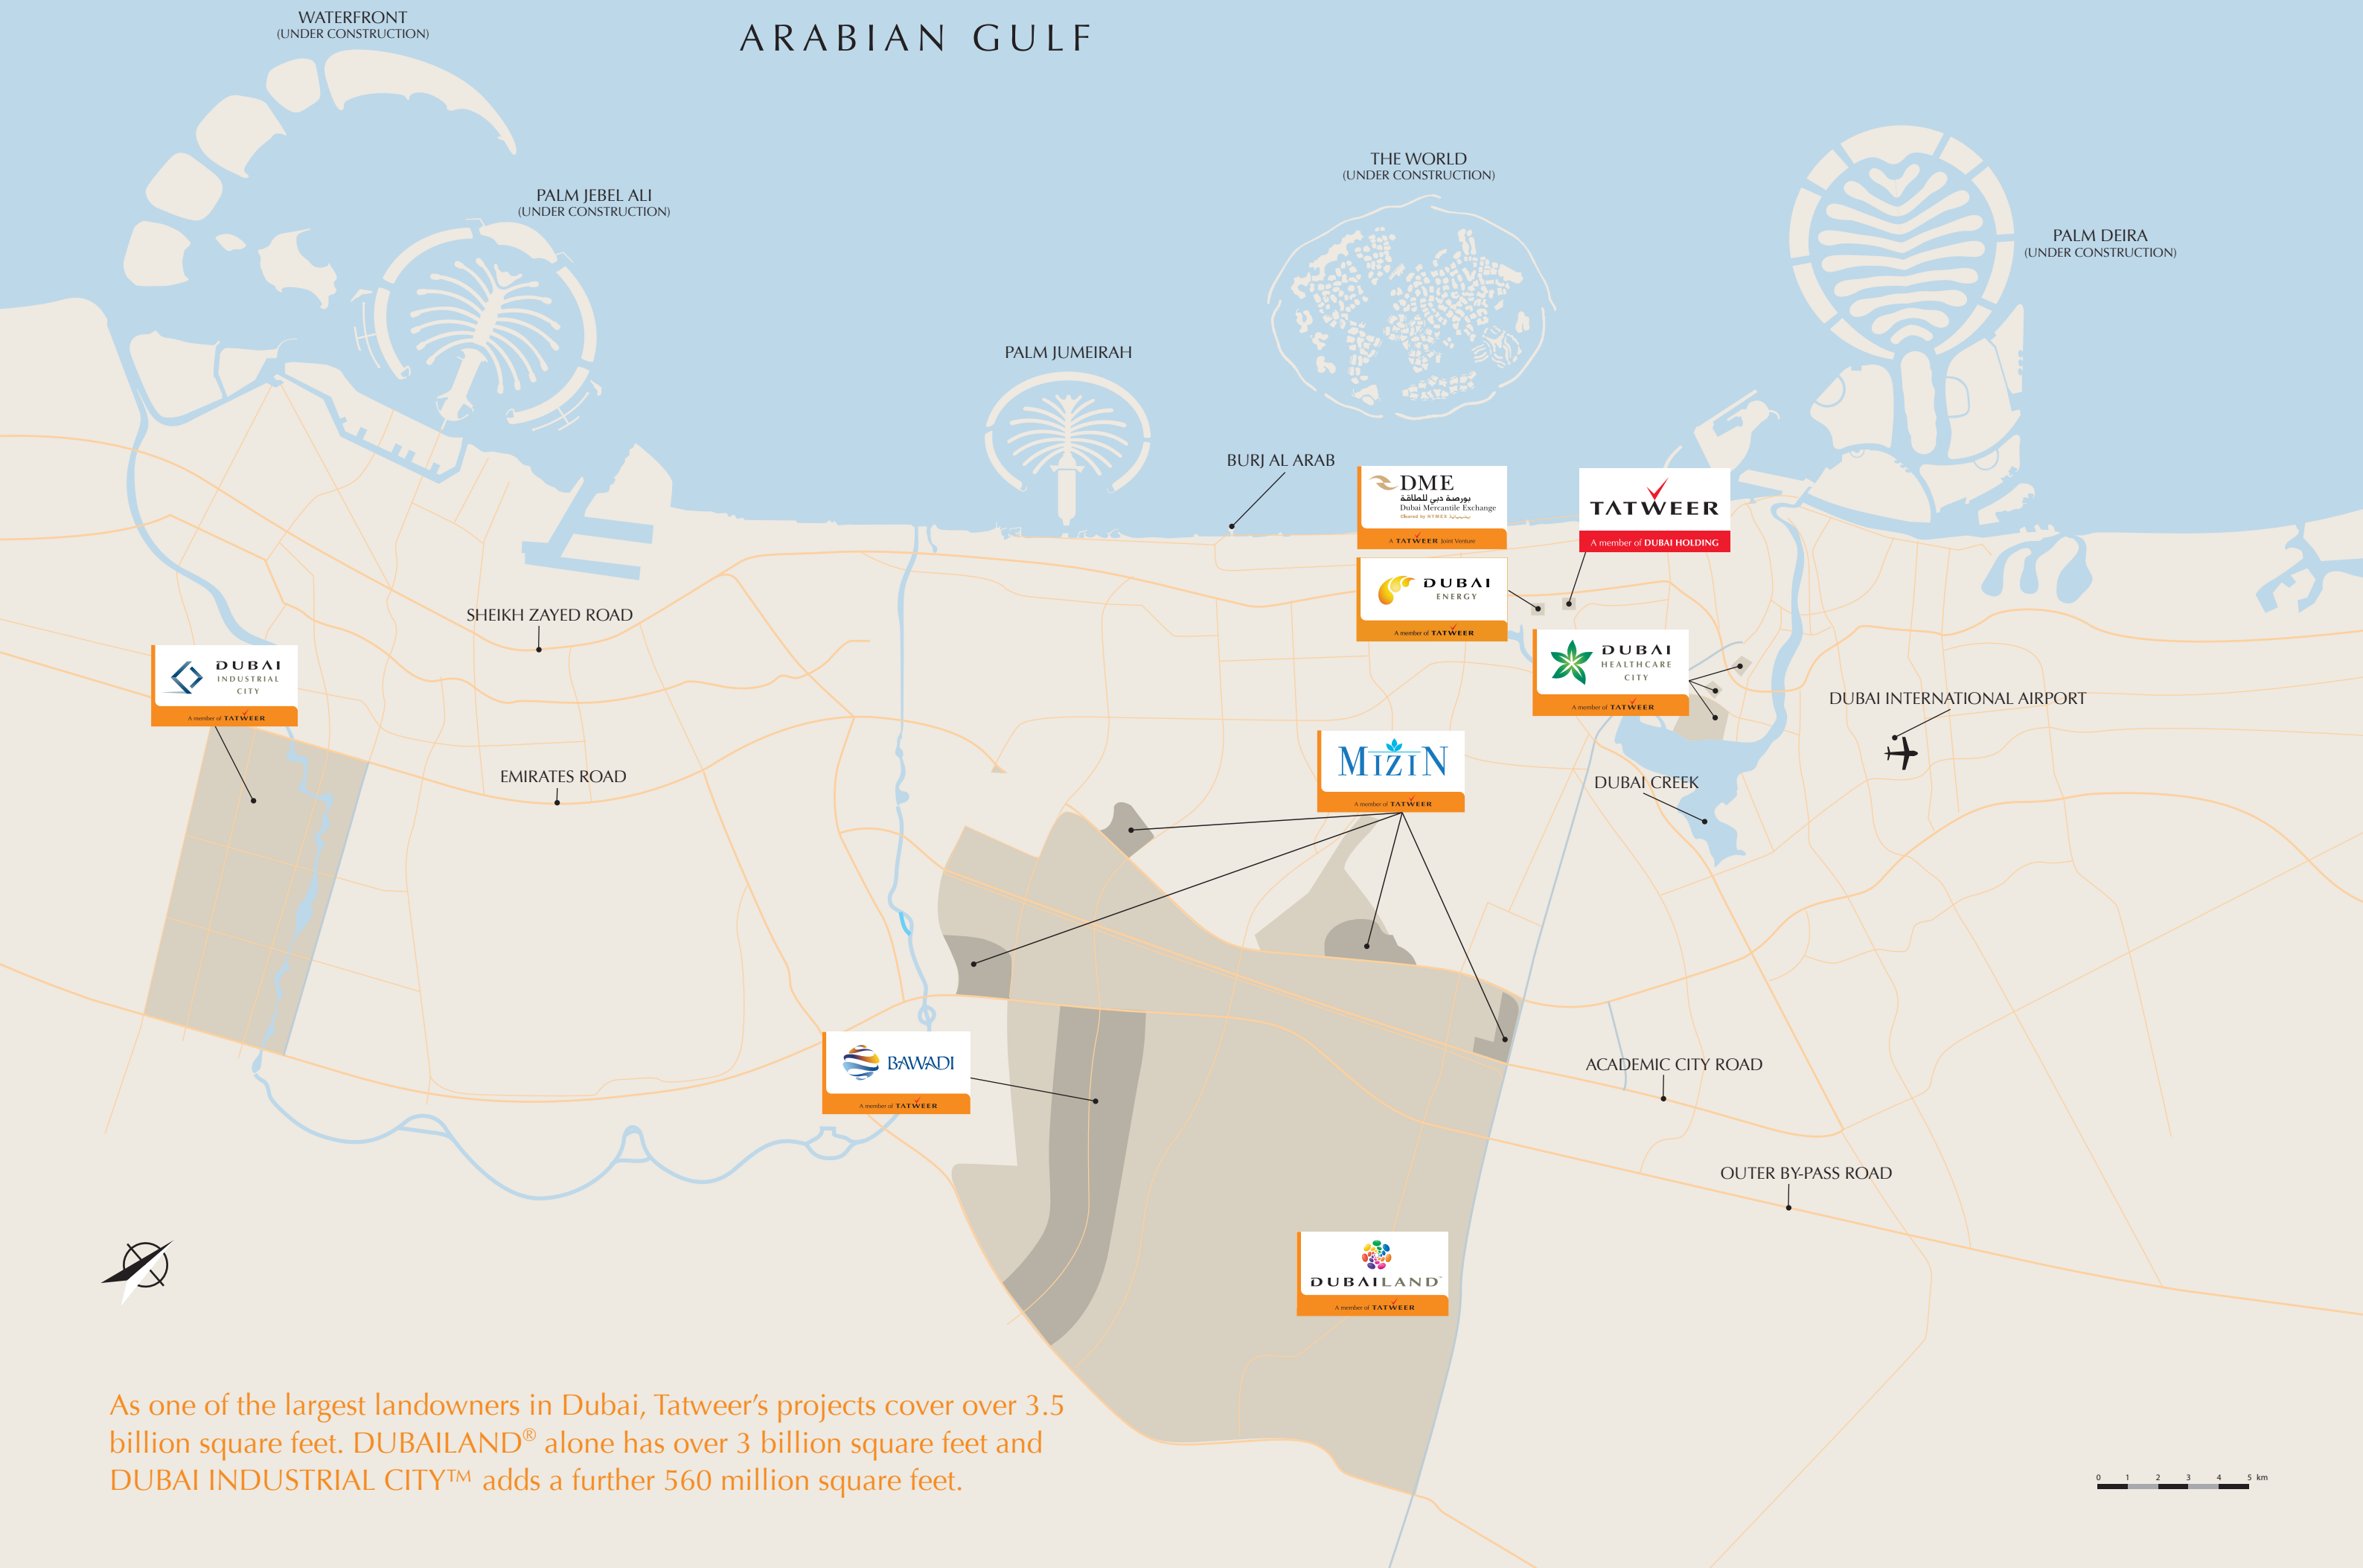 WATERFRONT
(UNDER CONSTRUCTION)
ARABIAN GULF
PALM JEBEL ALI
(UNDER CONSTRUCTION)
THE WORLD
(UNDER CONSTRUCTION)
PALM DEIRA
(UNDER CONSTRUCTION)
PALM JUMEIRAH
BURJ AL ARAB
DME
بورصة دبي للطاقة
Dubai Mercantile Exchange
A TATWEER Joint Venture
TATWEER
A member of DUBAI HOLDING
DUBAI
ENERGY
A member of TATWEER
SHEIKH ZAYED ROAD
DUBAI
INDUSTRIAL
CITY
A member of TATWEER
DUBAI
HEALTHCARE
CITY
A member of TATWEER
DUBAI INTERNATIONAL AIRPORT
MIZIN
A member of TATWEER
EMIRATES ROAD
DUBAI CREEK
BAWADI
A member of TATWEER
ACADEMIC CITY ROAD
OUTER BY-PASS ROAD
DUBAILAND
A member of TATWEER
As one of the largest landowners in Dubai, Tatweer’s projects cover over 3.5
billion square feet. DUBAILAND® alone has over 3 billion square feet and
DUBAI INDUSTRIAL CITY™ adds a further 560 million square feet.
0 1 2 3 4 5 km